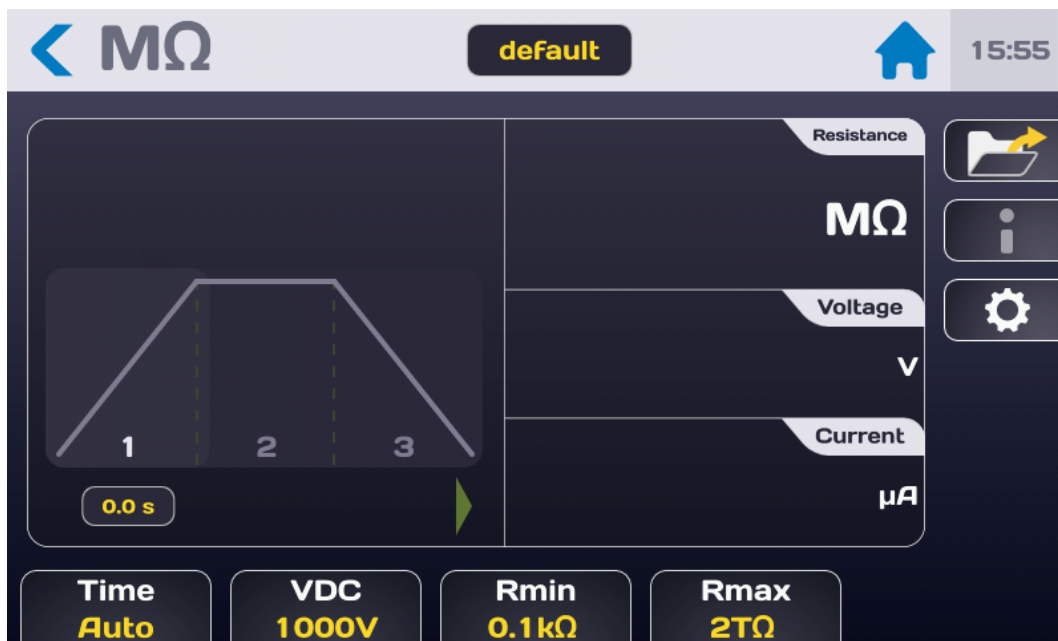 MΩ
default
15:55
Resistance
MΩ
Voltage
V
Current
µA
1 2 3
0.0 s
Time
Auto
VDC
1000V
Rmin
0.1kΩ
Rmax
2TΩ